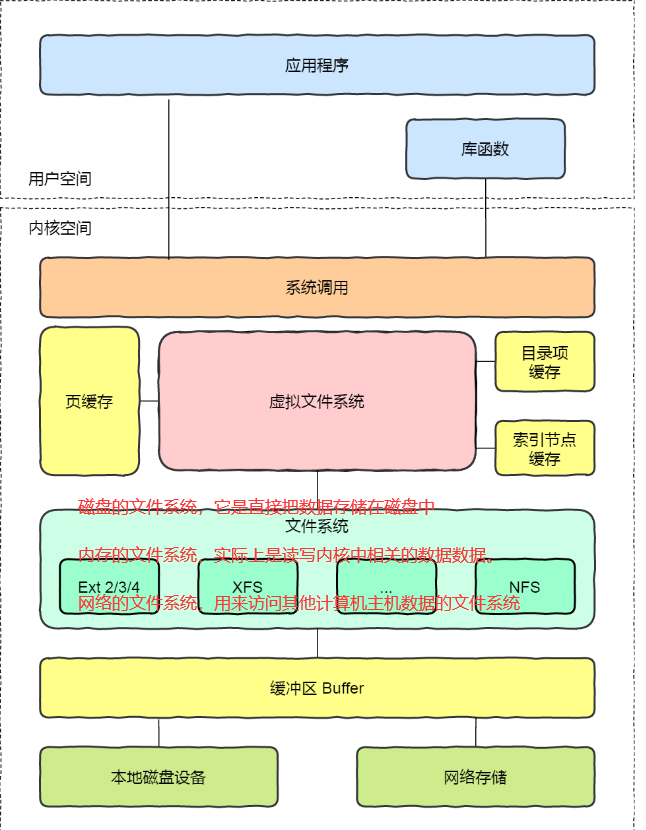 应用程序
库函数
用户空间
内核空间
系统调用
页缓存
虚拟文件系统
目录项
缓存
索引节点
缓存
磁盘的文件系统，它是直接把数据存储在磁盘中
文件系统
内存的文件系统，实际上是读写内核中相关的数据数据。
Ext 2/3/4
XFS
...
NFS
网络的文件系统，用来访问其他计算机主机数据的文件系统
缓冲区 Buffer
本地磁盘设备
网络存储